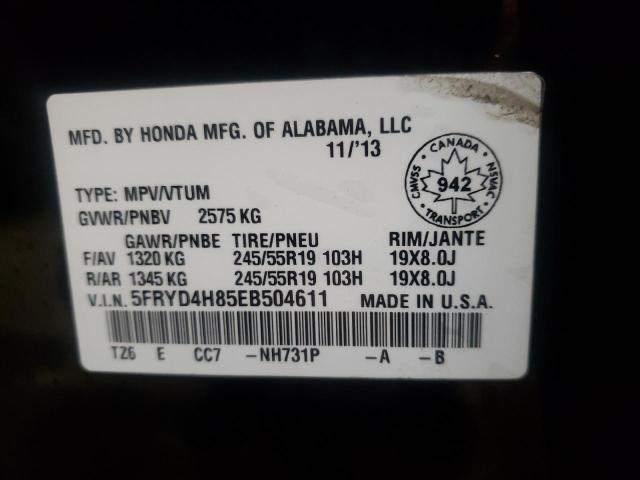 MFD. BY HONDA MFG. OF ALABAMA, LLC
11/'13
CANADA
CMVSS
942
NSVAC
TRANSPORT
TYPE: MPV/VTUM
GVWR/PNBV 2575 KG
GAWR/PNBE TIRE/PNEU RIM/JANTE
F/AV 1320 KG 245/55R19 103H 19X8.0J
R/AR 1345 KG 245/55R19 103H 19X8.0J
V.I.N. 5FRYD4H85EB504611 MADE IN U.S.A.
T26 E CC7 -NH731P -A -B